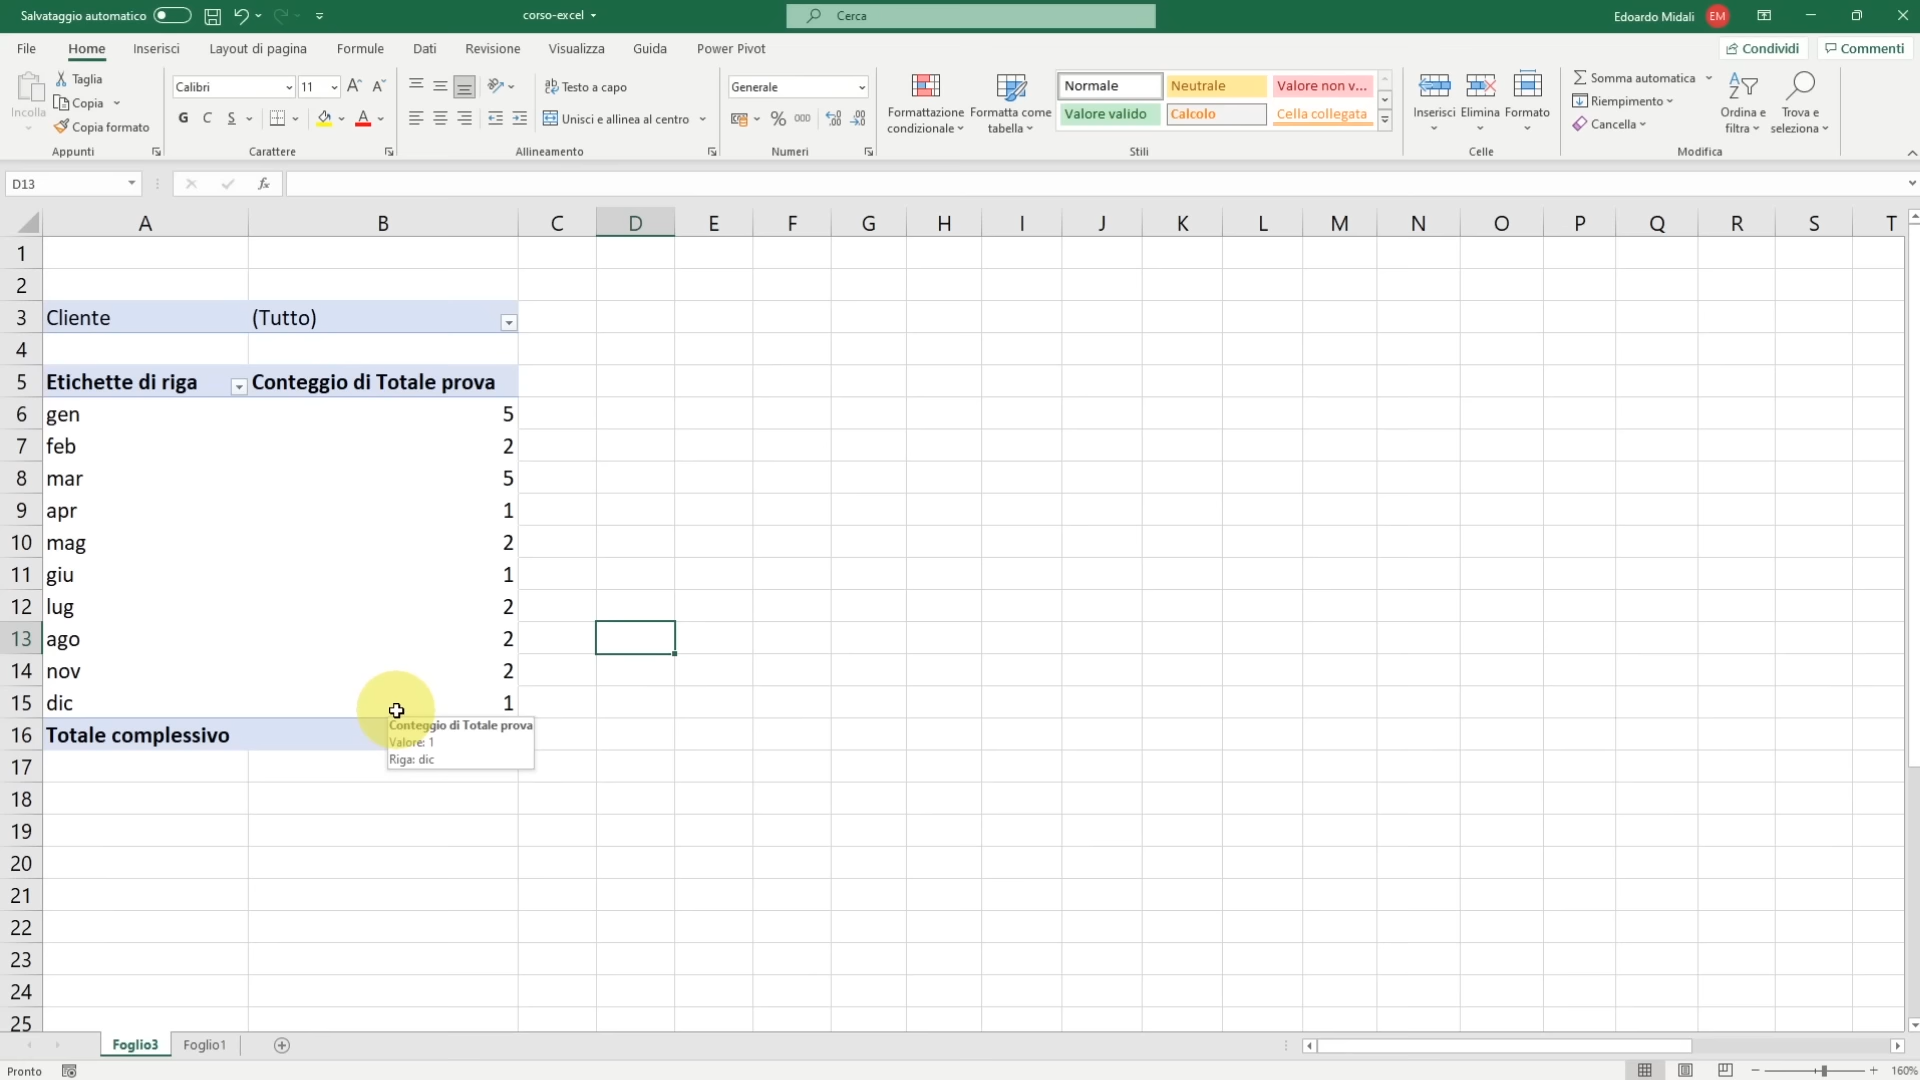 Salvataggio automatico
corso-excel
Cerca
Edoardo Midali EM
File Home Inserisci Layout di pagina Formule Dati Revisione Visualizza Guida Power Pivot Condividi Commenti
Incolla
Taglia
Copia
Copia formato
Appunti
Calibri 11
G C S
Carattere
Testo a capo
Unisci e allinea al centro
Allineamento
Generale
% 000
Numeri
Formattazione condizionale
Formatta come tabella
Normale Neutrale Valore non v...
Valore valido Calcolo Cella collegata
Stili
Inserisci Elimina Formato
Celle
Somma automatica
Riempimento
Cancella
Ordina e filtra
Trova e seleziona
Modifica
D13
fx
A B C D E F G H I J K L M N O P Q R S T
1
2
3 Cliente (Tutto)
4
5 Etichette di riga Conteggio di Totale prova
6 gen 5
7 feb 2
8 mar 5
9 apr 1
10 mag 2
11 giu 1
12 lug 2
13 ago 2
14 nov 2
15 dic 1
16 Totale complessivo
Conteggio di Totale prova
Valore: 1
Riga: dic
17
18
19
20
21
22
23
24
25
Foglio3 Foglio1
Pronto
160%